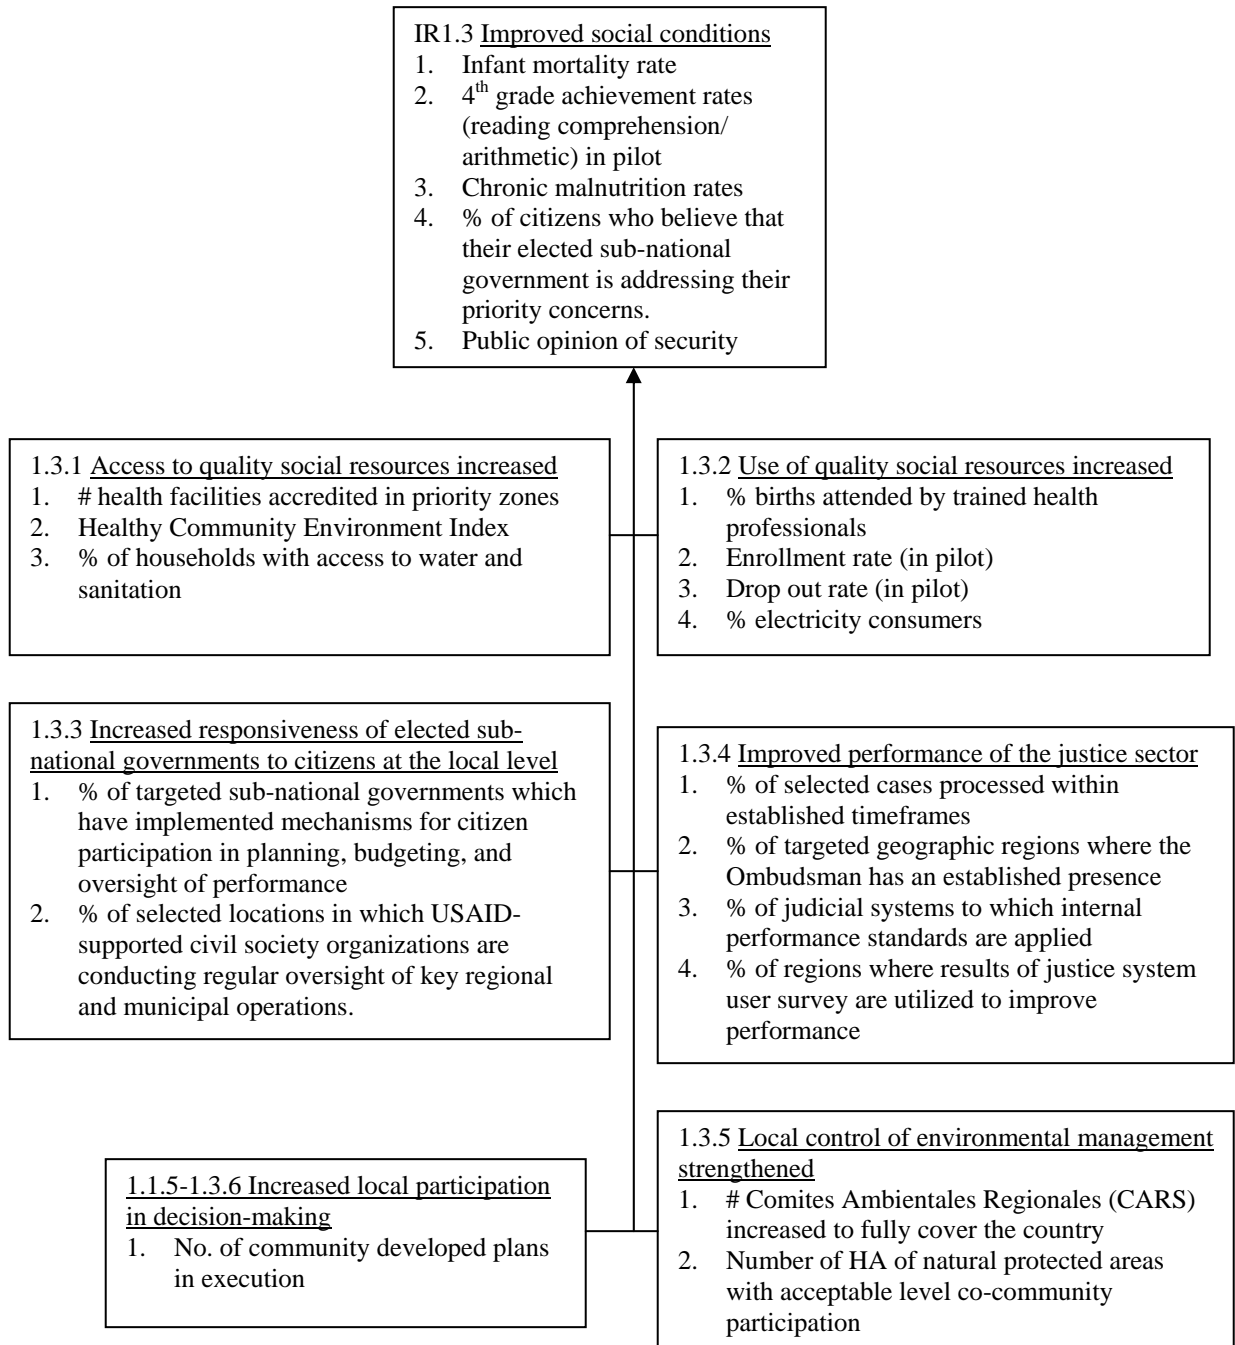 IR1.3 Improved social conditions
1. Infant mortality rate
2. 4th grade achievement rates
(reading comprehension/
arithmetic) in pilot
3. Chronic malnutrition rates
4. % of citizens who believe that
their elected sub-national
government is addressing their
priority concerns.
5. Public opinion of security
1.3.1 Access to quality social resources increased
1. # health facilities accredited in priority zones
2. Healthy Community Environment Index
3. % of households with access to water and
sanitation
1.3.2 Use of quality social resources increased
1. % births attended by trained health
professionals
2. Enrollment rate (in pilot)
3. Drop out rate (in pilot)
4. % electricity consumers
1.3.3 Increased responsiveness of elected sub-
national governments to citizens at the local level
1. % of targeted sub-national governments which
have implemented mechanisms for citizen
participation in planning, budgeting, and
oversight of performance
2. % of selected locations in which USAID-
supported civil society organizations are
conducting regular oversight of key regional
and municipal operations.
1.3.4 Improved performance of the justice sector
1. % of selected cases processed within
established timeframes
2. % of targeted geographic regions where the
Ombudsman has an established presence
3. % of judicial systems to which internal
performance standards are applied
4. % of regions where results of justice system
user survey are utilized to improve
performance
1.1.5-1.3.6 Increased local participation
in decision-making
1. No. of community developed plans
in execution
1.3.5 Local control of environmental management
strengthened
1. # Comites Ambientales Regionales (CARS)
increased to fully cover the country
2. Number of HA of natural protected areas
with acceptable level co-community
participation